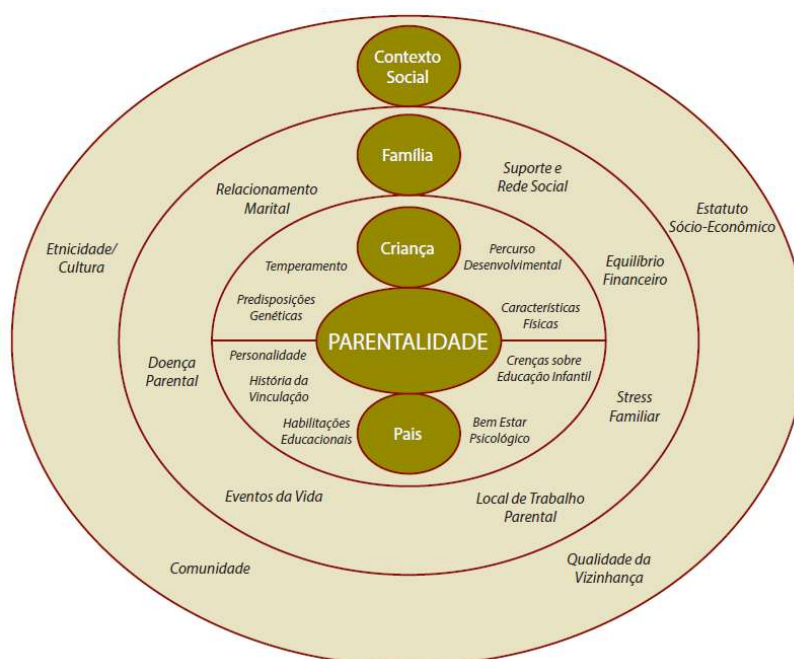 Contexto
Social
Família
Suporte e
Rede Social
Relacionamento
Marital
Estatuto
Sócio-Econômico
Etnicidade/
Cultura
Criança
Percurso
Desenvolvimental
Temperamento
Equilíbrio
Financeiro
Predisposições
Genéticas
Características
Físicas
PARENTALIDADE
Personalidade
Crenças sobre
Educação Infantil
Doença
Parental
História da
Vinculação
Stress
Familiar
Habilitações
Educacionais
Pais
Bem Estar
Psicológico
Eventos da Vida
Local de Trabalho
Parental
Comunidade
Qualidade da
Vizinhança